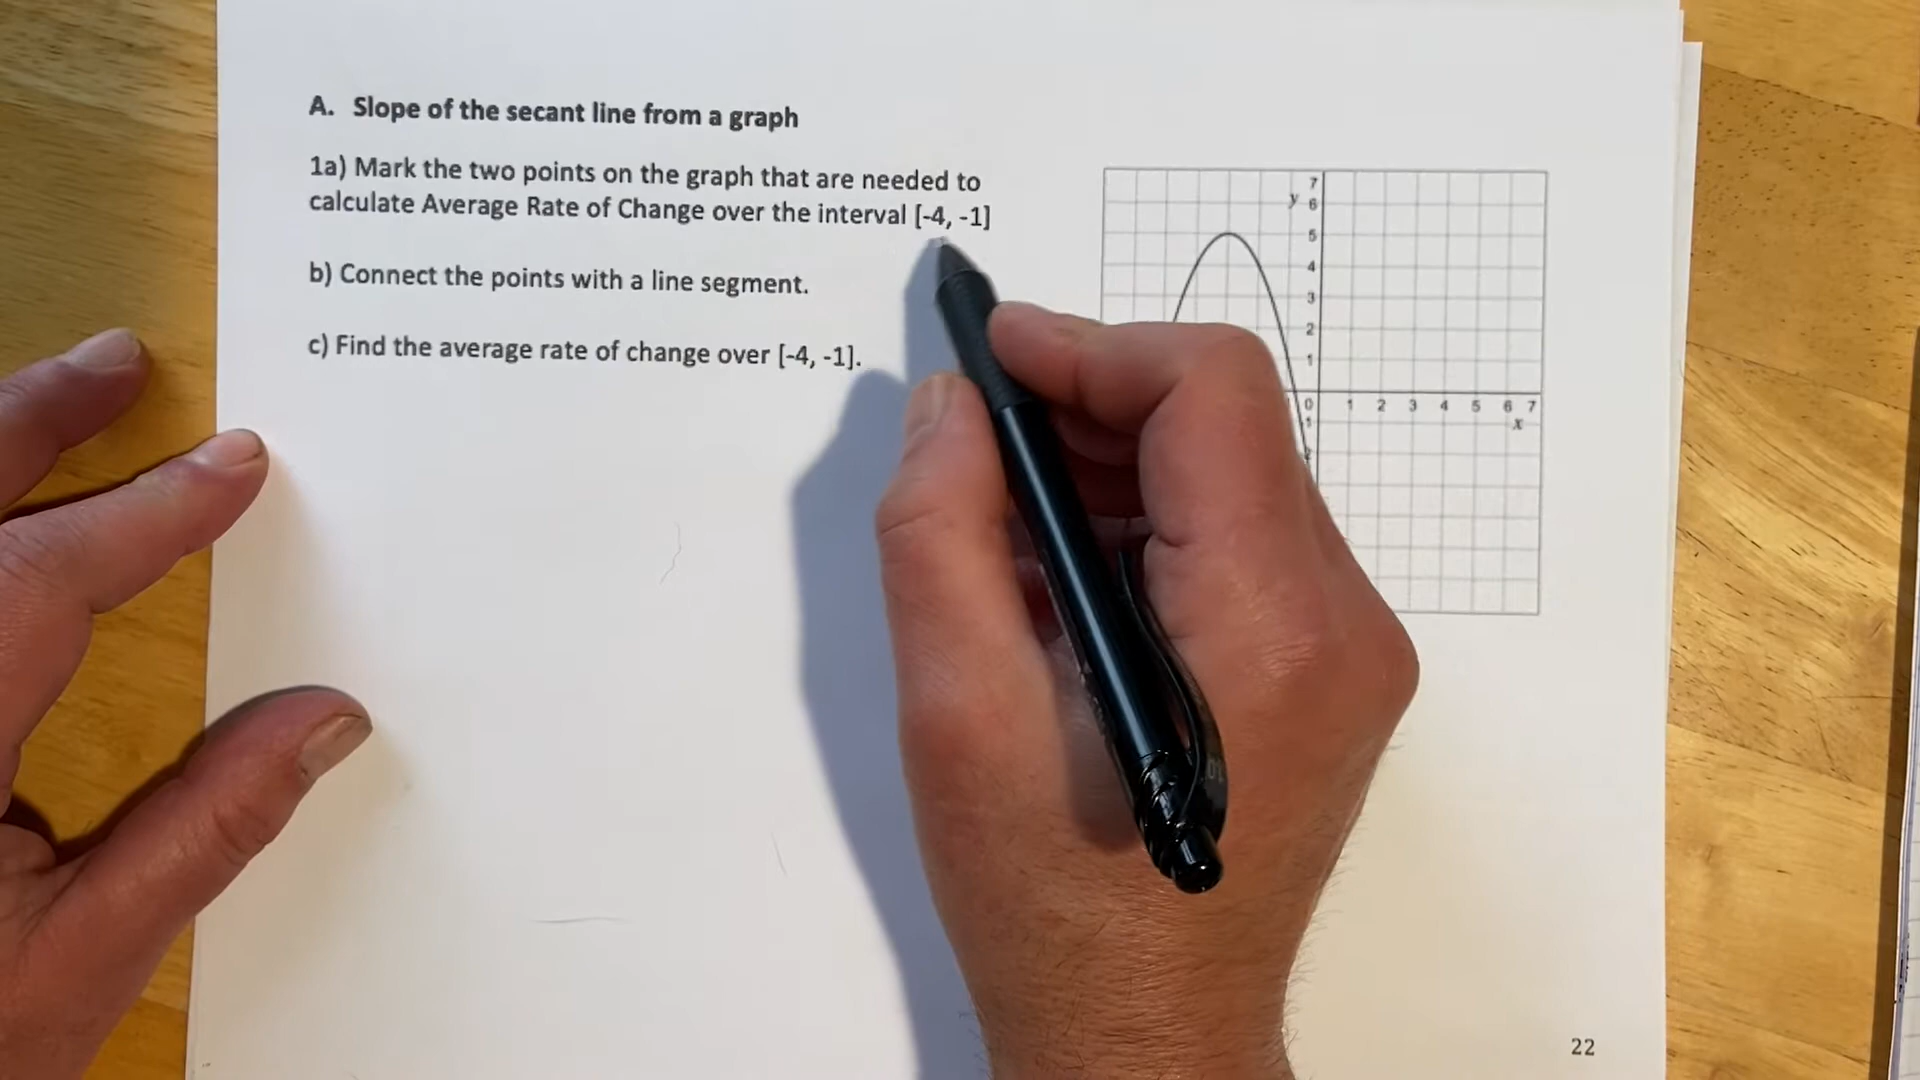 A. Slope of the secant line from a graph
1a) Mark the two points on the graph that are needed to
calculate Average Rate of Change over the interval [-4, -1]
b) Connect the points with a line segment.
c) Find the average rate of change over [-4, -1].
7
y 6
5
4
3
2
1
0 1 2 3 4 5 6 7
x
22